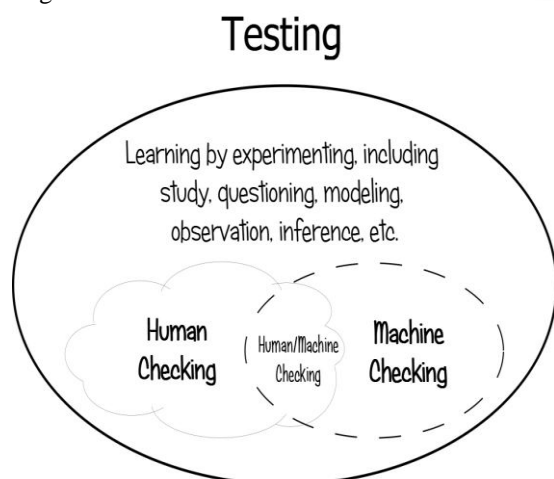 Testing
Learning by experimenting, including
study, questioning, modeling,
observation, inference, etc.
Human
Checking
Human/Machine
Checking
Machine
Checking